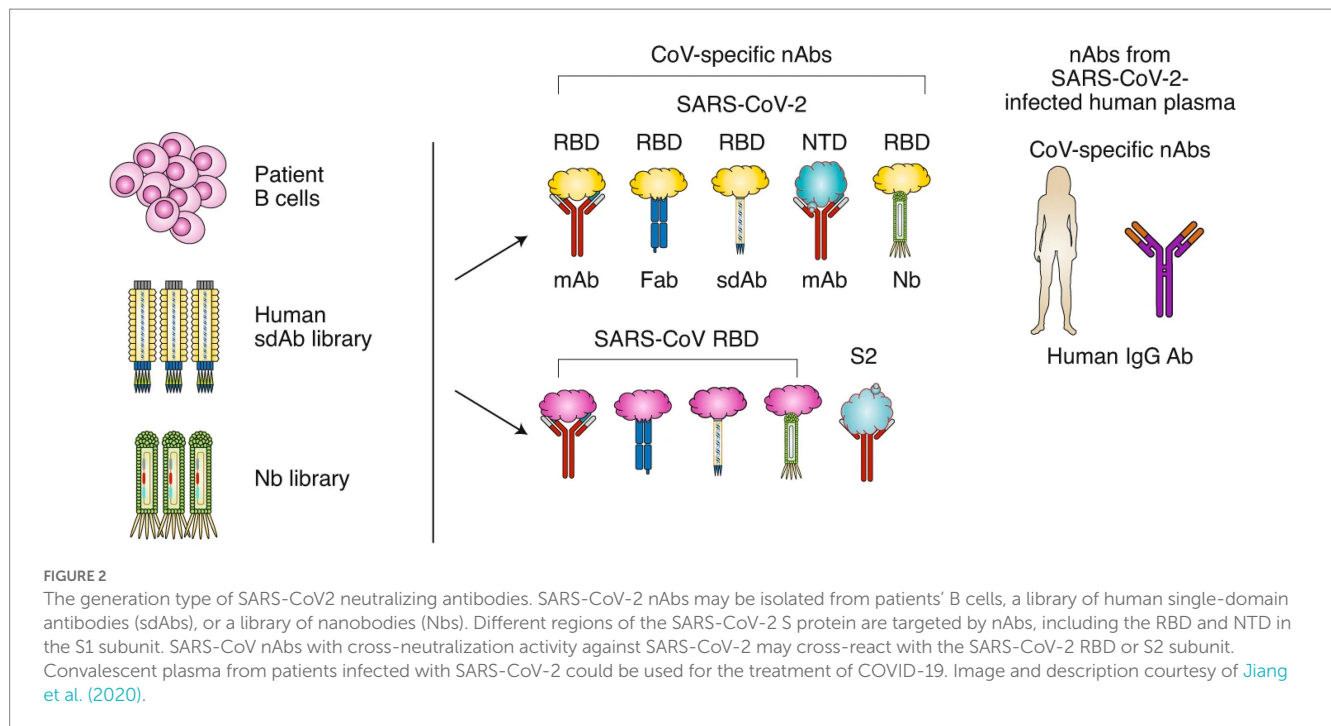 Patient
B cells
Human
sdAb library
Nb library
CoV-specific nAbs
SARS-CoV-2
RBD RBD RBD NTD RBD
mAb Fab sdAb mAb Nb
SARS-CoV RBD
S2
nAbs from
SARS-CoV-2-
infected human plasma
CoV-specific nAbs
Human IgG Ab
FIGURE 2
The generation type of SARS-CoV2 neutralizing antibodies. SARS-CoV-2 nAbs may be isolated from patients’ B cells, a library of human single-domain
antibodies (sdAbs), or a library of nanobodies (Nbs). Different regions of the SARS-CoV-2 S protein are targeted by nAbs, including the RBD and NTD in
the S1 subunit. SARS-CoV nAbs with cross-neutralization activity against SARS-CoV-2 may cross-react with the SARS-CoV-2 RBD or S2 subunit.
Convalescent plasma from patients infected with SARS-CoV-2 could be used for the treatment of COVID-19. Image and description courtesy of Jiang
et al. (2020).